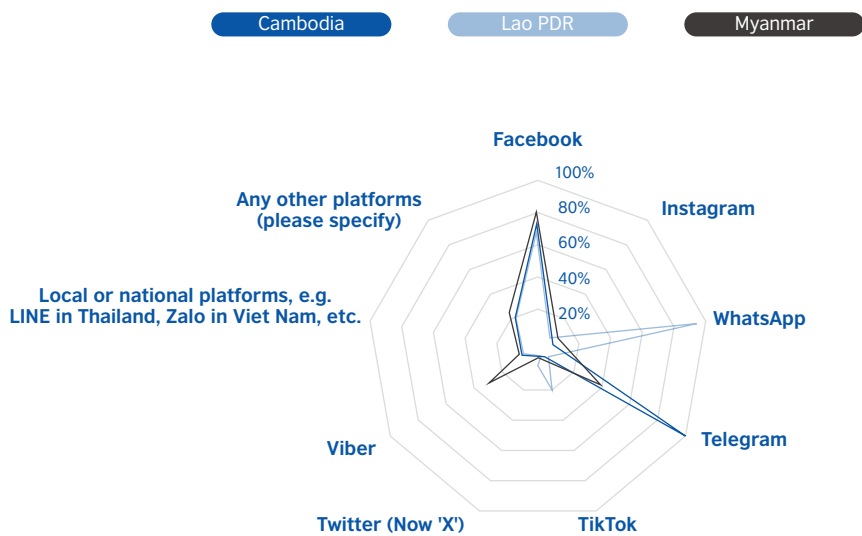 Cambodia
Lao PDR
Myanmar
Facebook
100%
80%
60%
40%
20%
Instagram
WhatsApp
Telegram
TikTok
Twitter (Now 'X')
Viber
Local or national platforms, e.g.
LINE in Thailand, Zalo in Viet Nam, etc.
Any other platforms
(please specify)